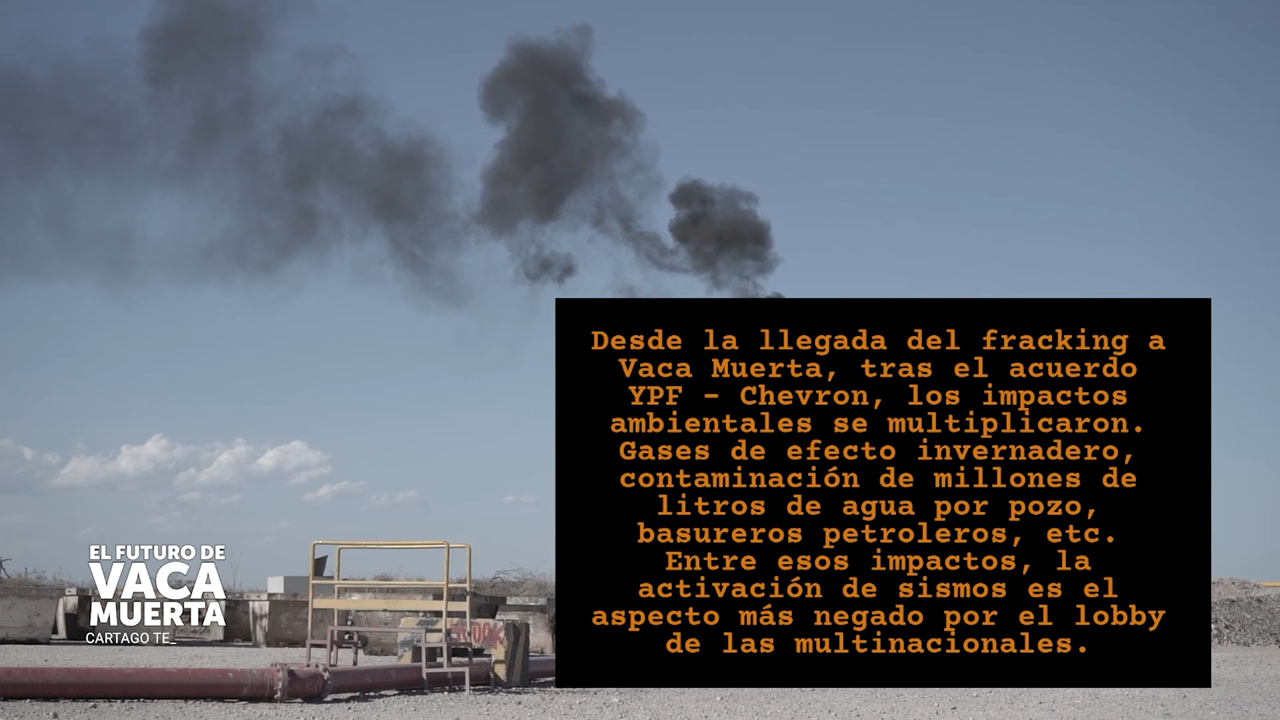 Desde la llegada del fracking a
Vaca Muerta, tras el acuerdo
YPF - Chevron, los impactos
ambientales se multiplicaron.
Gases de efecto invernadero,
contaminación de millones de
litros de agua por pozo,
basureros petroleros, etc.
Entre esos impactos, la
activación de sismos es el
aspecto más negado por el lobby
de las multinacionales.
EL FUTURO DE
VACA
MUERTA
CARTAGO TE_